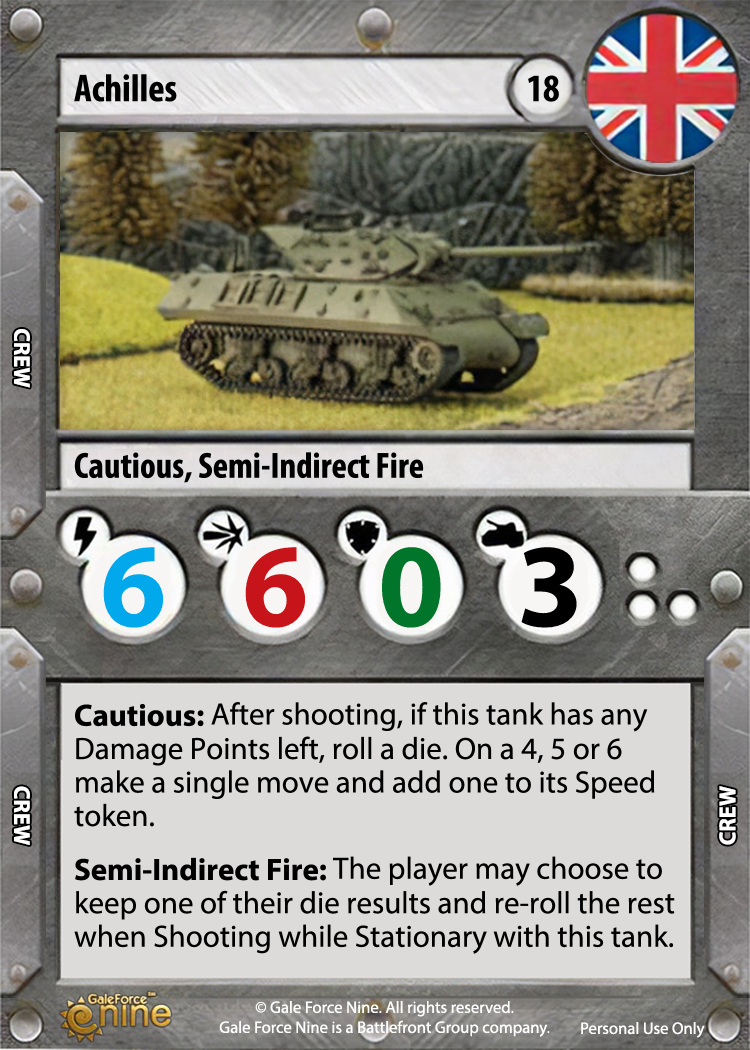 Achilles
18
CREW
Cautious, Semi-Indirect Fire
6 6 0 3
Cautious: After shooting, if this tank has any
Damage Points left, roll a die. On a 4, 5 or 6
make a single move and add one to its Speed
token.
Semi-Indirect Fire: The player may choose to
keep one of their die results and re-roll the rest
when Shooting while Stationary with this tank.
CREW
CREW
GaleForce™
nine
© Gale Force Nine. All rights reserved.
Gale Force Nine is a Battlefront Group company.
Personal Use Only